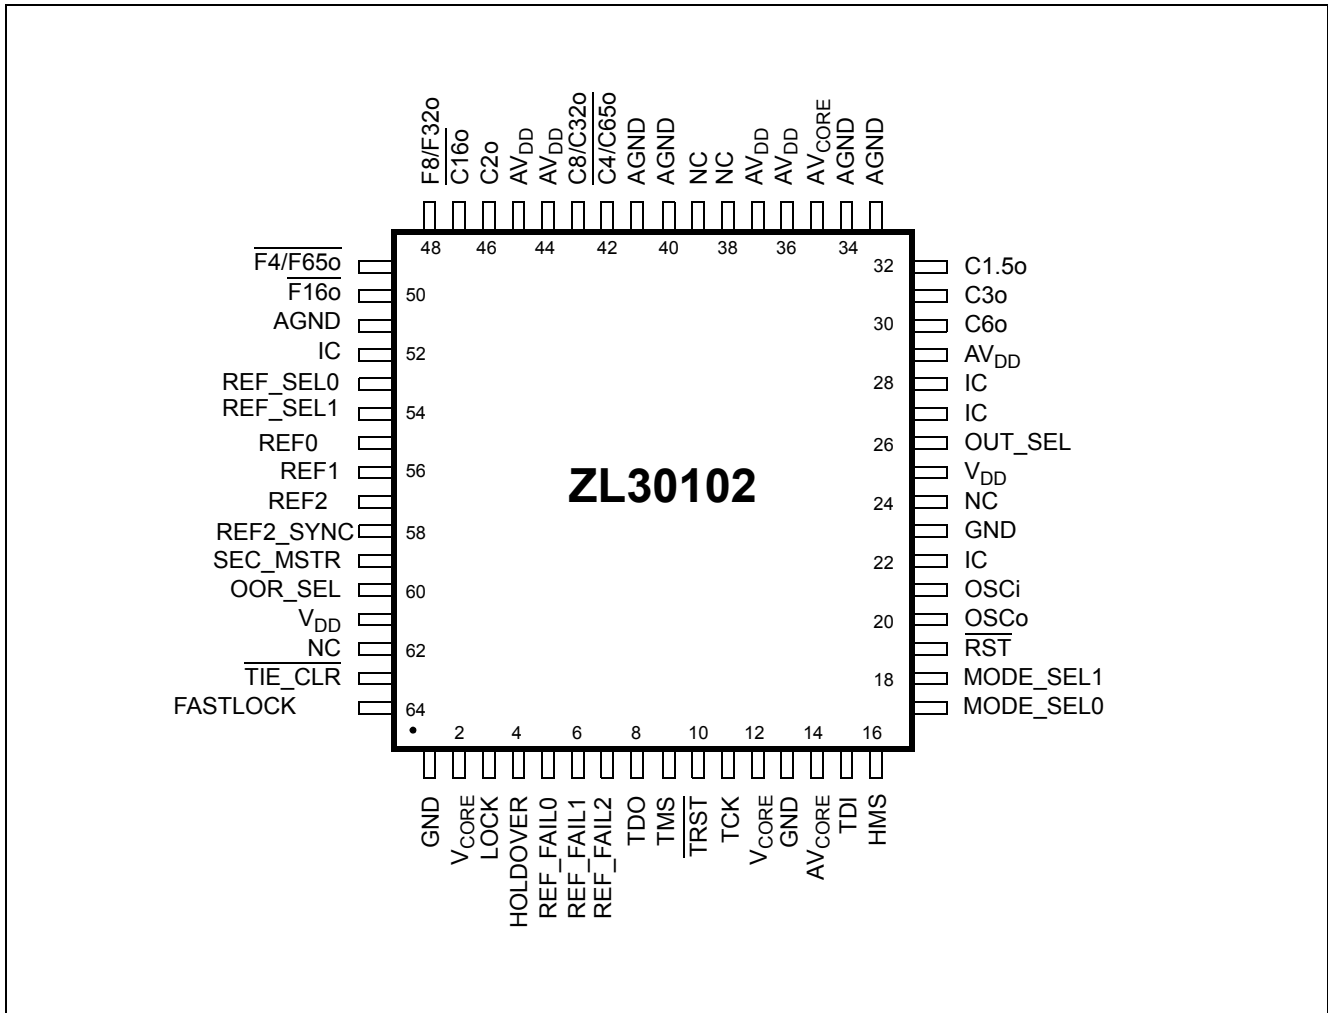 F8/F32o
C16o
C2o
AVDD
AVDD
C8/C32o
C4/C65o
AGND
AGND
NC
NC
AVDD
AVDD
AVCORE
AGND
AGND
48 46 44 42 40 38 36 34
F4/F65o
F16o 50
AGND
IC 52
REF_SEL0
REF_SEL1 54
REF0
REF1 56
REF2
REF2_SYNC 58
SEC_MSTR
OOR_SEL 60
VDD
NC 62
TIE_CLR
FASTLOCK 64
ZL30102
32 C1.5o
C3o
30 C6o
AVDD
28 IC
IC
26 OUT_SEL
VDD
24 NC
GND
22 IC
OSCi
20 OSCo
RST
18 MODE_SEL1
MODE_SEL0
2 4 6 8 10 12 14 16
GND
VCORE
LOCK
HOLDOVER
REF_FAIL0
REF_FAIL1
REF_FAIL2
TDO
TMS
TRST
TCK
VCORE
GND
AVCORE
TDI
HMS